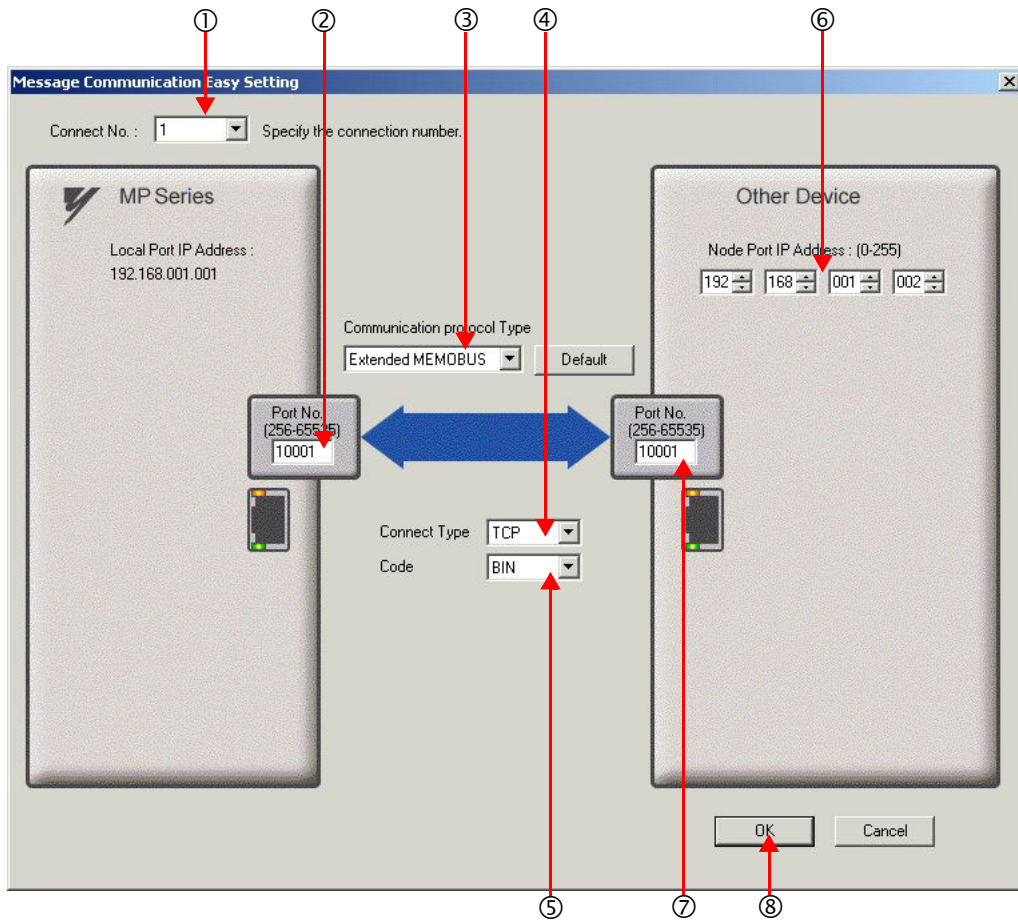 ① ② ③ ④ ⑥
Message Communication Easy Setting
Connect No. : 1 Specify the connection number.
MP Series
Local Port IP Address :
192.168.001.001
Other Device
Node Port IP Address : (0-255)
192 168 001 002
Communication protocol Type
Extended MEMOBUS Default
Port No.
(256-65535)
10001
Port No.
(256-65535)
10001
Connect Type TCP
Code BIN
OK Cancel
⑤ ⑦ ⑧